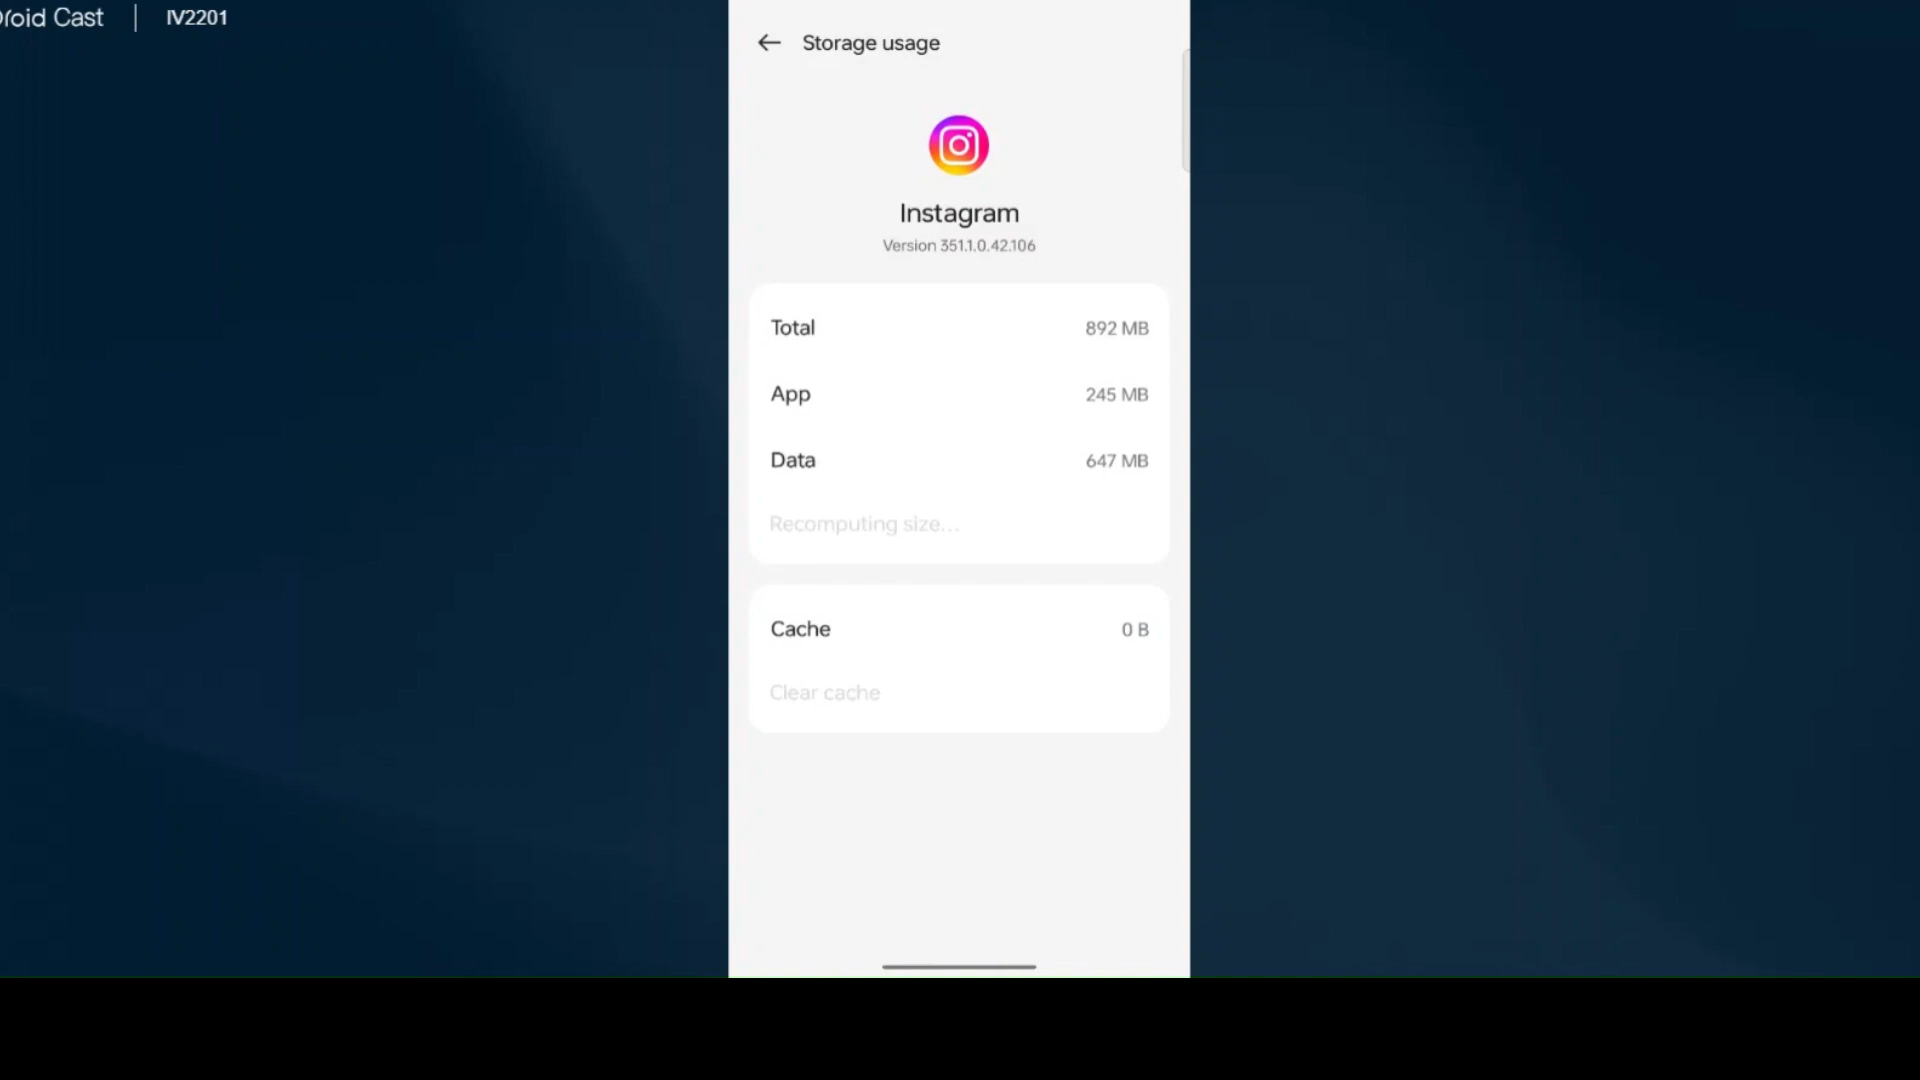 Droid Cast | IV2201
Storage usage
Instagram
Version 351.1.0.42.106
Total 892 MB
App 245 MB
Data 647 MB
Recomputing size...
Cache 0 B
Clear cache